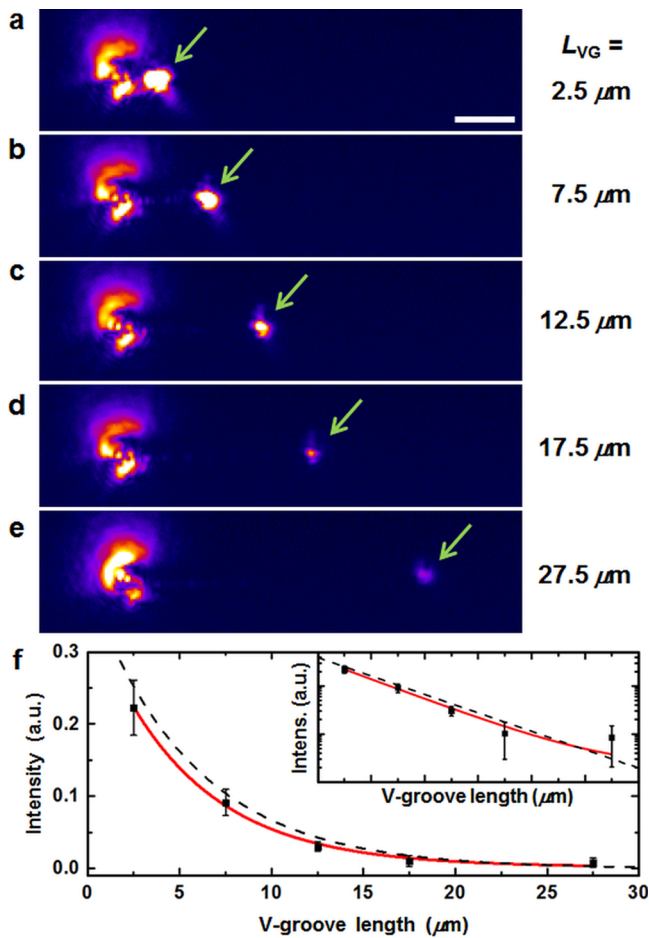 a
L_VG =
2.5 μm
b
7.5 μm
c
12.5 μm
d
17.5 μm
e
27.5 μm
f
0.3
0.2
0.1
0.0
Intensity (a.u.)
Intens. (a.u.)
V-groove length (μm)
0 5 10 15 20 25 30
V-groove length (μm)